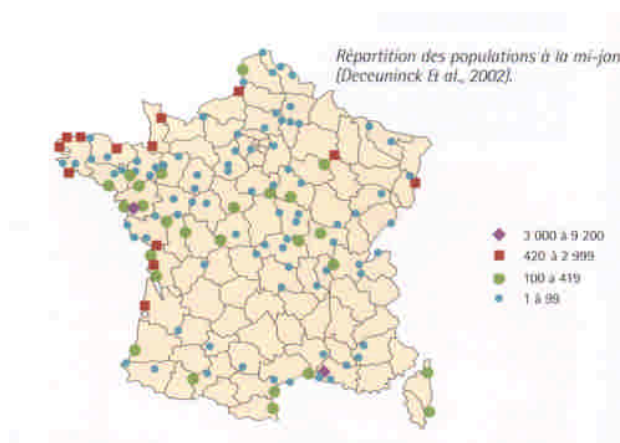 Répartition des populations à la mi-jan
(Deceuninck & al., 2002).
3 000 à 9 200
420 à 2 999
100 à 419
1 à 99